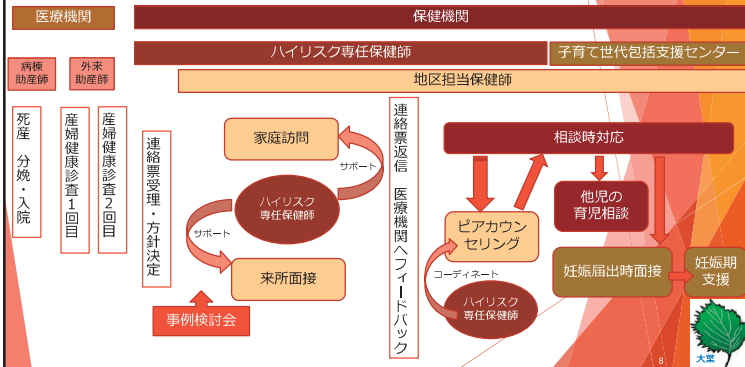 医療機関
保健機関
ハイリスク専任保健師
子育て世代包括支援センター
病棟
助産師
外来
助産師
地区担当保健師
死産　分娩・入院
産婦健康診査1回目
産婦健康診査2回目
連絡票受理・方針決定
家庭訪問
サポート
ハイリスク
専任保健師
サポート
来所面接
事例検討会
連絡票返信　医療機関へフィードバック
相談時対応
ピアカウン
セリング
コーディネート
ハイリスク
専任保健師
他児の
育児相談
妊娠届出時面接
妊娠期
支援
大葉
8